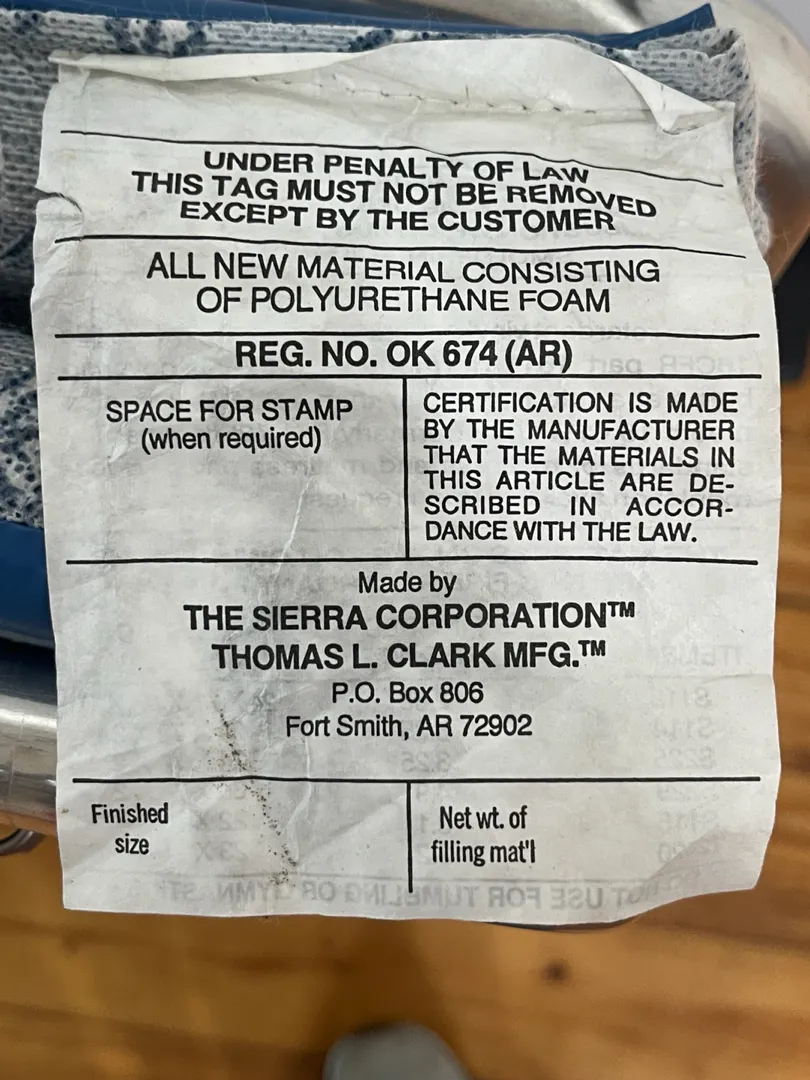 UNDER PENALTY OF LAW
THIS TAG MUST NOT BE REMOVED
EXCEPT BY THE CUSTOMER
ALL NEW MATERIAL CONSISTING
OF POLYURETHANE FOAM
REG. NO. OK 674 (AR)
SPACE FOR STAMP
(when required)
CERTIFICATION IS MADE
BY THE MANUFACTURER
THAT THE MATERIALS IN
THIS ARTICLE ARE DE-
SCRIBED IN ACCOR-
DANCE WITH THE LAW.
Made by
THE SIERRA CORPORATION™
THOMAS L. CLARK MFG.™
P.O. Box 806
Fort Smith, AR 72902
Finished
size
Net wt. of
filling mat'l